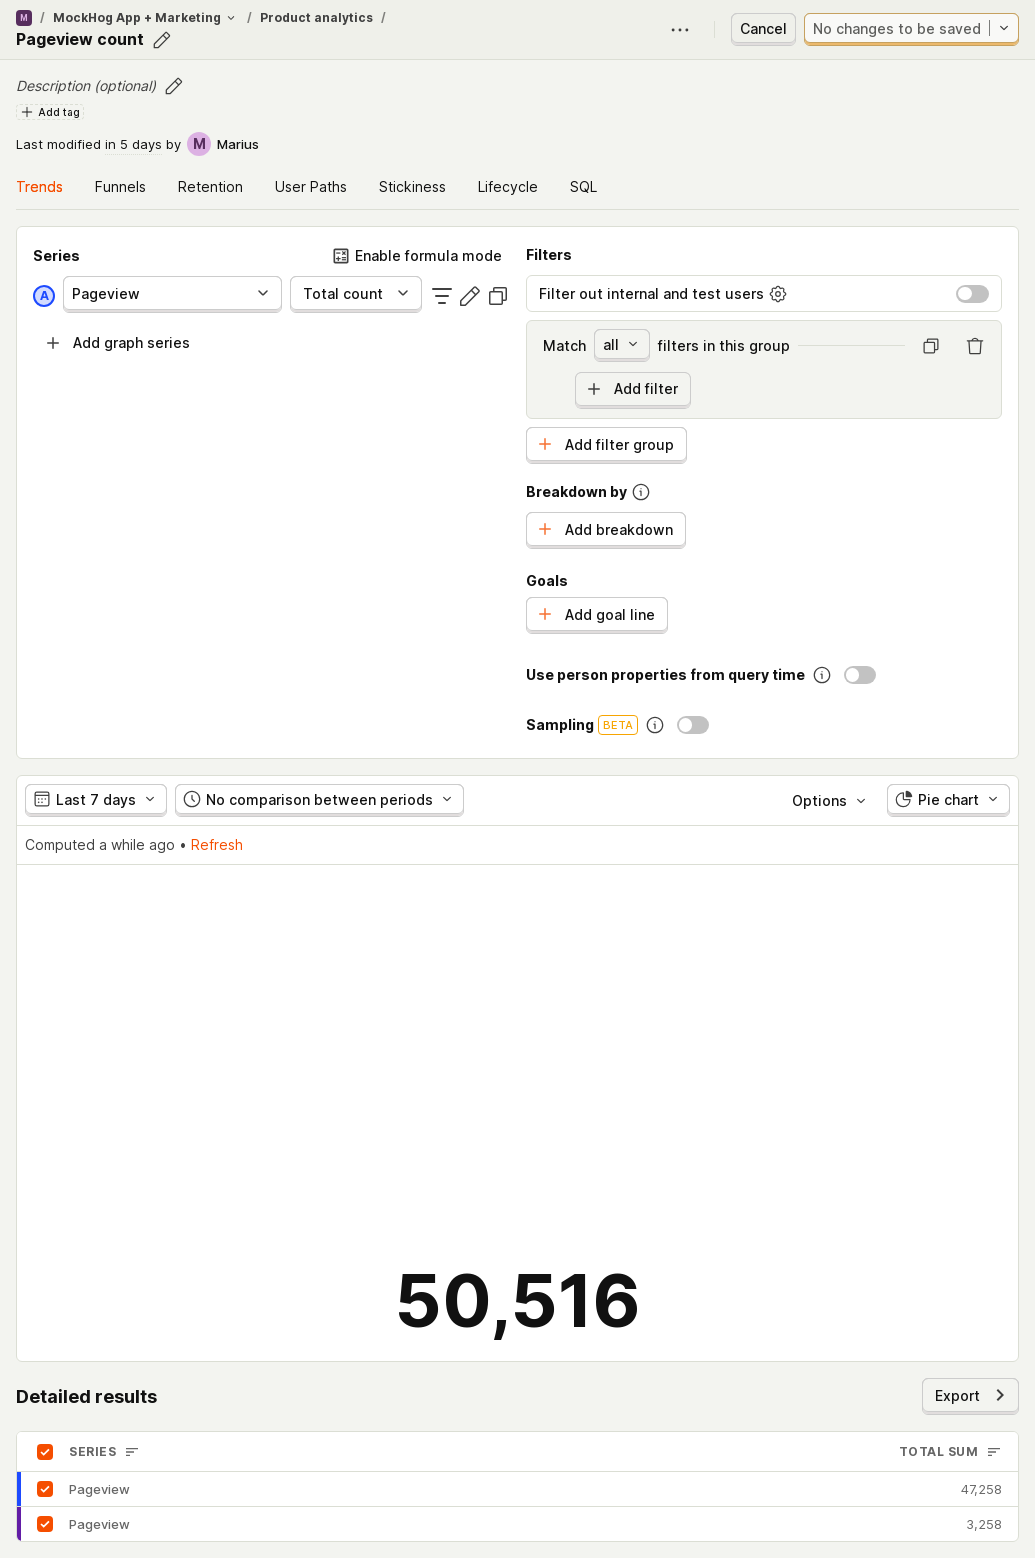 M / MockHog App + Marketing / Product analytics /
Pageview count
Cancel
No changes to be saved
Description (optional)
Add tag
Last modified in 5 days by M Marius
Trends Funnels Retention User Paths Stickiness Lifecycle SQL
Series
Enable formula mode
A Pageview Total count
Add graph series
Filters
Filter out internal and test users
Match all filters in this group
Add filter
Add filter group
Breakdown by
Add breakdown
Goals
Add goal line
Use person properties from query time
Sampling BETA
Last 7 days No comparison between periods Options Pie chart
Computed a while ago • Refresh
50,516
Detailed results
Export
SERIES TOTAL SUM
Pageview 47,258
Pageview 3,258